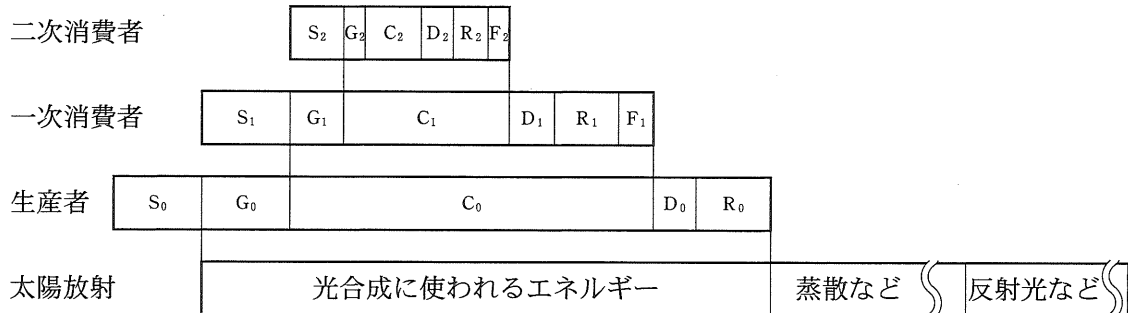 二次消費者 S₂ G₂ C₂ D₂ R₂ F₂
一次消費者 S₁ G₁ C₁ D₁ R₁ F₁
生産者 S₀ G₀ C₀ D₀ R₀
太陽放射 光合成に使われるエネルギー 蒸散など 反射光など